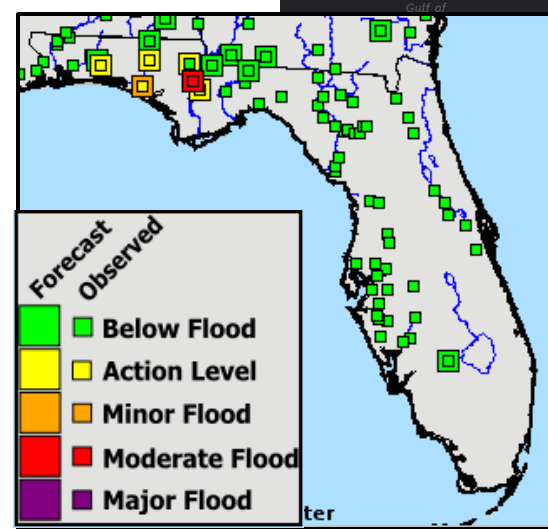 Gulf of
Forecast
Observed
Below Flood
Action Level
Minor Flood
Moderate Flood
Major Flood
ter